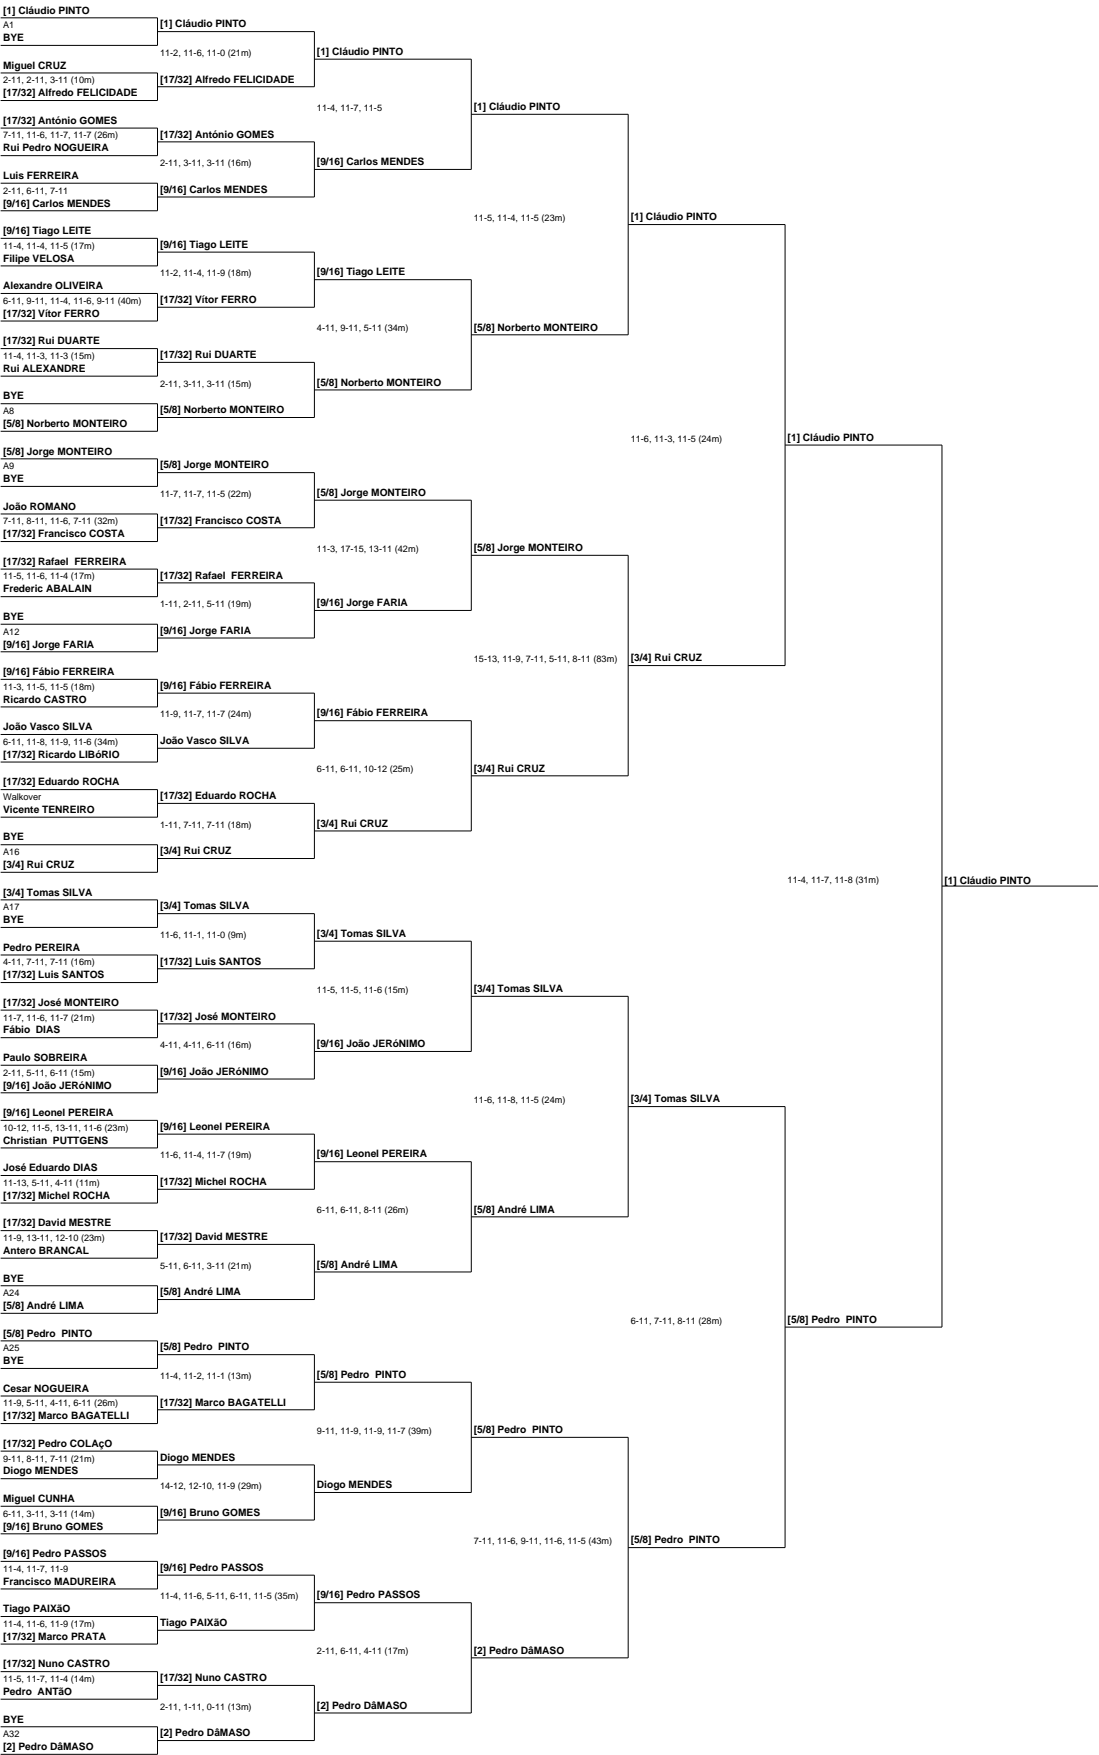 [1] Cláudio PINTO
A1
BYE
Miguel CRUZ
2-11, 2-11, 3-11 (10m)
[17/32] Alfredo FELICIDADE
[17/32] António GOMES
7-11, 11-6, 11-7, 11-7 (26m)
Rui Pedro NOGUEIRA
Luis FERREIRA
2-11, 6-11, 7-11
[9/16] Carlos MENDES
[9/16] Tiago LEITE
11-4, 11-4, 11-5 (17m)
Filipe VELOSA
Alexandre OLIVEIRA
6-11, 9-11, 11-4, 11-6, 9-11 (40m)
[17/32] Vítor FERRO
[17/32] Rui DUARTE
11-4, 11-3, 11-3 (15m)
Rui ALEXANDRE
BYE
A8
[5/8] Norberto MONTEIRO
[5/8] Jorge MONTEIRO
A9
BYE
João ROMANO
7-11, 8-11, 11-6, 7-11 (32m)
[17/32] Francisco COSTA
[17/32] Rafael  FERREIRA
11-5, 11-6, 11-4 (17m)
Frederic ABALAIN
BYE
A12
[9/16] Jorge FARIA
[9/16] Fábio FERREIRA
11-3, 11-5, 11-5 (18m)
Ricardo CASTRO
João Vasco SILVA
6-11, 11-8, 11-9, 11-6 (34m)
[17/32] Ricardo LIBóRIO
[17/32] Eduardo ROCHA
Walkover
Vicente TENREIRO
BYE
A16
[3/4] Rui CRUZ
[3/4] Tomas SILVA
A17
BYE
Pedro PEREIRA
4-11, 7-11, 7-11 (16m)
[17/32] Luis SANTOS
[17/32] José MONTEIRO
11-7, 11-6, 11-7 (21m)
Fábio  DIAS
Paulo SOBREIRA
2-11, 5-11, 6-11 (15m)
[9/16] João JERóNIMO
[9/16] Leonel PEREIRA
10-12, 11-5, 13-11, 11-6 (23m)
Christian  PUTTGENS
José Eduardo DIAS
11-13, 5-11, 4-11 (11m)
[17/32] Michel ROCHA
[17/32] David MESTRE
11-9, 13-11, 12-10 (23m)
Antero BRANCAL
BYE
A24
[5/8] André LIMA
[5/8] Pedro  PINTO
A25
BYE
Cesar NOGUEIRA
11-9, 5-11, 4-11, 6-11 (26m)
[17/32] Marco BAGATELLI
[17/32] Pedro COLAçO
9-11, 8-11, 7-11 (21m)
Diogo MENDES
Miguel CUNHA
6-11, 3-11, 3-11 (14m)
[9/16] Bruno GOMES
[9/16] Pedro PASSOS
11-4, 11-7, 11-9
Francisco MADUREIRA
Tiago PAIXãO
11-4, 11-6, 11-9 (17m)
[17/32] Marco PRATA
[17/32] Nuno CASTRO
11-5, 11-7, 11-4 (14m)
Pedro  ANTãO
BYE
A32
[2] Pedro DâMASO
[1] Cláudio PINTO
11-2, 11-6, 11-0 (21m)
[17/32] Alfredo FELICIDADE
[17/32] António GOMES
2-11, 3-11, 3-11 (16m)
[9/16] Carlos MENDES
[9/16] Tiago LEITE
11-2, 11-4, 11-9 (18m)
[17/32] Vítor FERRO
[17/32] Rui DUARTE
2-11, 3-11, 3-11 (15m)
[5/8] Norberto MONTEIRO
[5/8] Jorge MONTEIRO
11-7, 11-7, 11-5 (22m)
[17/32] Francisco COSTA
[17/32] Rafael  FERREIRA
1-11, 2-11, 5-11 (19m)
[9/16] Jorge FARIA
[9/16] Fábio FERREIRA
11-9, 11-7, 11-7 (24m)
João Vasco SILVA
[17/32] Eduardo ROCHA
1-11, 7-11, 7-11 (18m)
[3/4] Rui CRUZ
[3/4] Tomas SILVA
11-6, 11-1, 11-0 (9m)
[17/32] Luis SANTOS
[17/32] José MONTEIRO
4-11, 4-11, 6-11 (16m)
[9/16] João JERóNIMO
[9/16] Leonel PEREIRA
11-6, 11-4, 11-7 (19m)
[17/32] Michel ROCHA
[17/32] David MESTRE
5-11, 6-11, 3-11 (21m)
[5/8] André LIMA
[5/8] Pedro  PINTO
11-4, 11-2, 11-1 (13m)
[17/32] Marco BAGATELLI
Diogo MENDES
14-12, 12-10, 11-9 (29m)
[9/16] Bruno GOMES
[9/16] Pedro PASSOS
11-4, 11-6, 5-11, 6-11, 11-5 (35m)
Tiago PAIXãO
[17/32] Nuno CASTRO
2-11, 1-11, 0-11 (13m)
[2] Pedro DâMASO
[1] Cláudio PINTO
11-4, 11-7, 11-5
[9/16] Carlos MENDES
[9/16] Tiago LEITE
4-11, 9-11, 5-11 (34m)
[5/8] Norberto MONTEIRO
[5/8] Jorge MONTEIRO
11-3, 17-15, 13-11 (42m)
[9/16] Jorge FARIA
[9/16] Fábio FERREIRA
6-11, 6-11, 10-12 (25m)
[3/4] Rui CRUZ
[3/4] Tomas SILVA
11-5, 11-5, 11-6 (15m)
[9/16] João JERóNIMO
[9/16] Leonel PEREIRA
6-11, 6-11, 8-11 (26m)
[5/8] André LIMA
[5/8] Pedro  PINTO
9-11, 11-9, 11-9, 11-7 (39m)
Diogo MENDES
[9/16] Pedro PASSOS
2-11, 6-11, 4-11 (17m)
[2] Pedro DâMASO
[1] Cláudio PINTO
11-5, 11-4, 11-5 (23m)
[5/8] Norberto MONTEIRO
[5/8] Jorge MONTEIRO
15-13, 11-9, 7-11, 5-11, 8-11 (83m)
[3/4] Rui CRUZ
[3/4] Tomas SILVA
11-6, 11-8, 11-5 (24m)
[5/8] André LIMA
[5/8] Pedro  PINTO
7-11, 11-6, 9-11, 11-6, 11-5 (43m)
[2] Pedro DâMASO
[1] Cláudio PINTO
11-6, 11-3, 11-5 (24m)
[3/4] Rui CRUZ
[3/4] Tomas SILVA
6-11, 7-11, 8-11 (28m)
[5/8] Pedro  PINTO
[1] Cláudio PINTO
11-4, 11-7, 11-8 (31m)
[5/8] Pedro  PINTO
[1] Cláudio PINTO